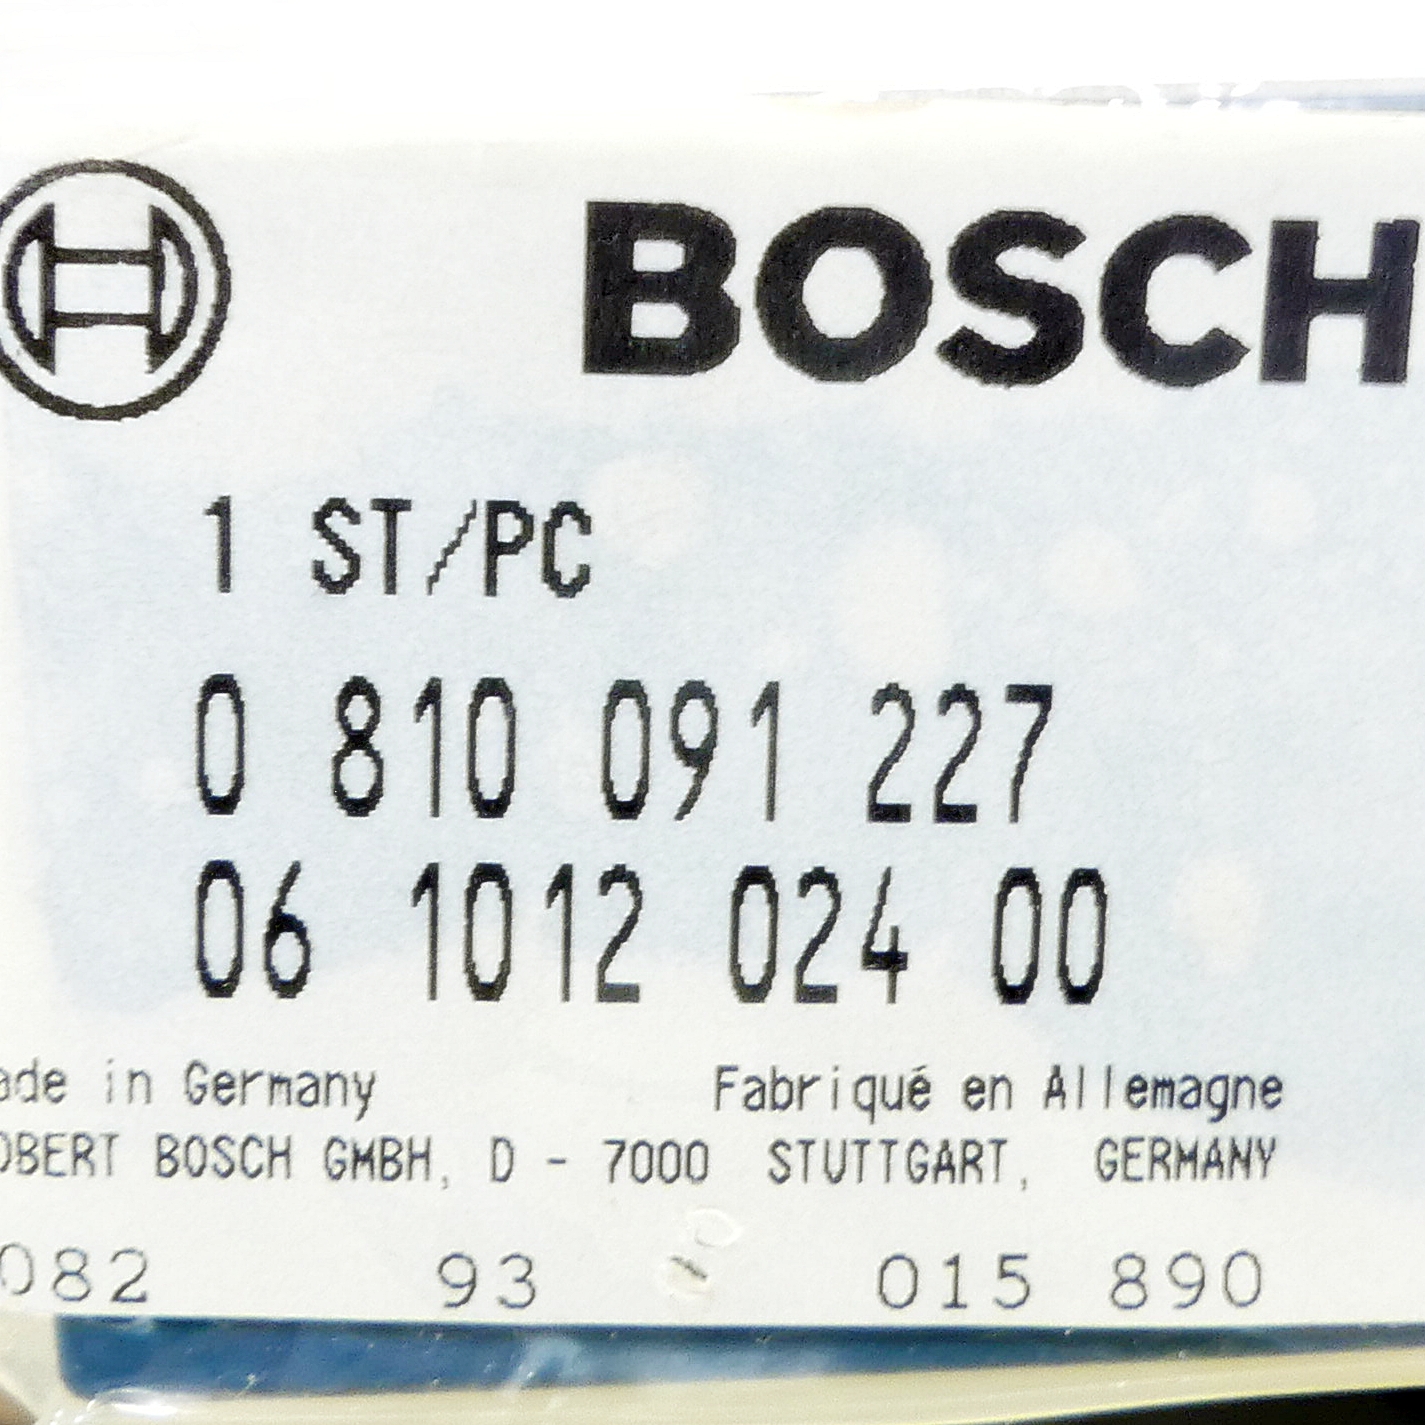 BOSCH
1 ST/PC
0 810 091 227
06 1012 024 00
ade in Germany Fabriqué en Allemagne
OBERT BOSCH GMBH, D - 7000 STUTTGART, GERMANY
082 93 015 890